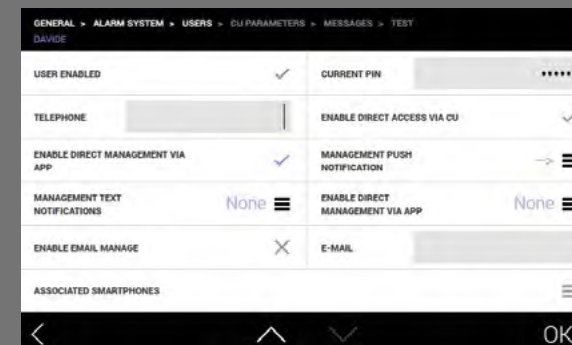 GENERAL > ALARM SYSTEM > USERS > CU PARAMETERS > MESSAGES > TEST
DAVIDE
USER ENABLED
CURRENT PIN •••••
TELEPHONE
ENABLE DIRECT ACCESS VIA CU
ENABLE DIRECT MANAGEMENT VIA
APP
MANAGEMENT PUSH
NOTIFICATION -->
MANAGEMENT TEXT
NOTIFICATIONS None
ENABLE DIRECT
MANAGEMENT VIA APP None
ENABLE EMAIL MANAGE
E-MAIL
ASSOCIATED SMARTPHONES
OK